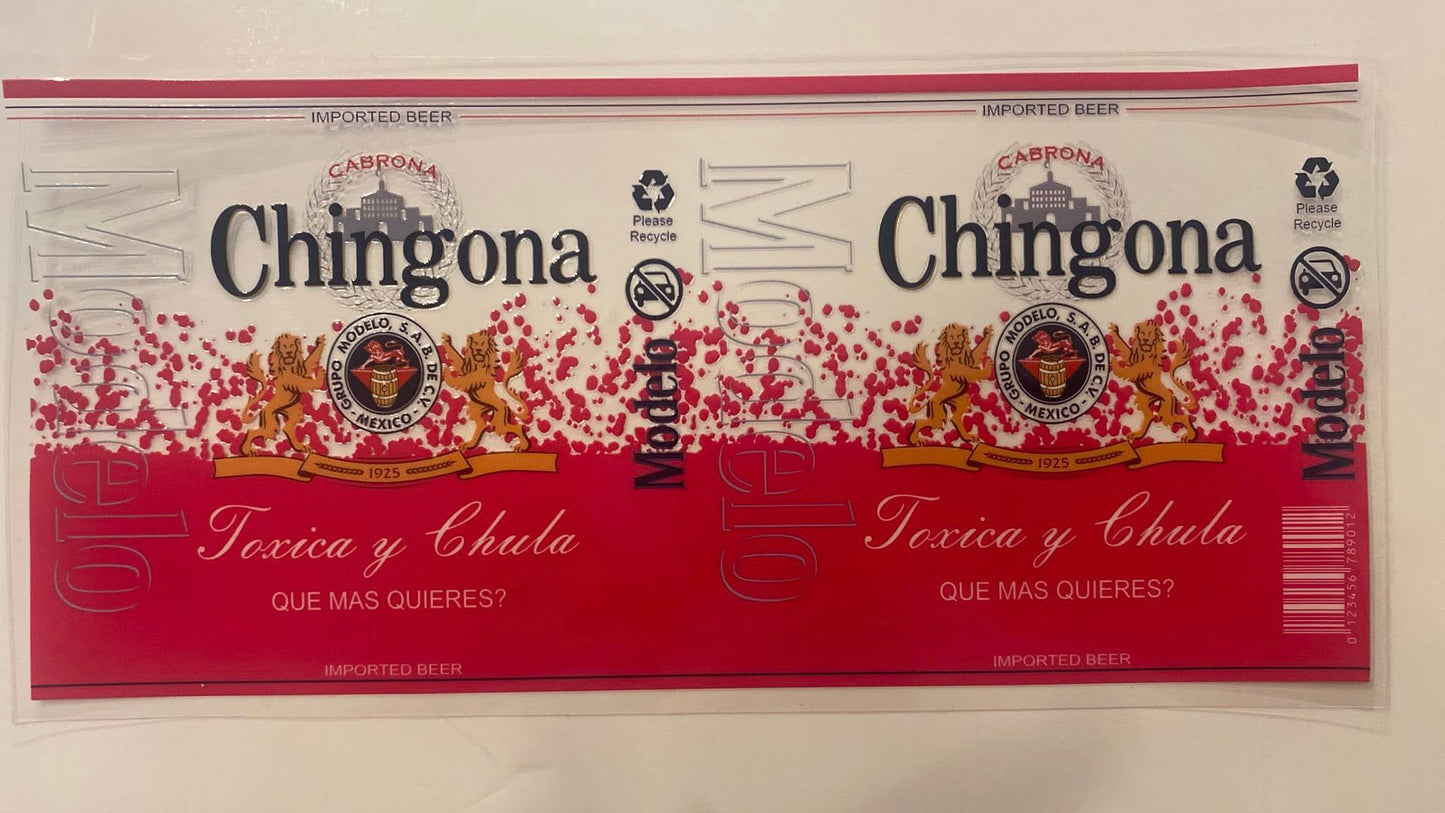 IMPORTED BEER
CABRONA
Chingona
GRUPO MODELO, S.A.B. DE C.V. - MEXICO -
1925
Toxica y Chula
QUE MAS QUIERES?
IMPORTED BEER
Modelo
Please
Recycle
Modelo
IMPORTED BEER
CABRONA
Chingona
GRUPO MODELO, S.A.B. DE C.V. - MEXICO -
1925
Toxica y Chula
QUE MAS QUIERES?
IMPORTED BEER
Modelo
Please
Recycle
Modelo
0 123456 789012